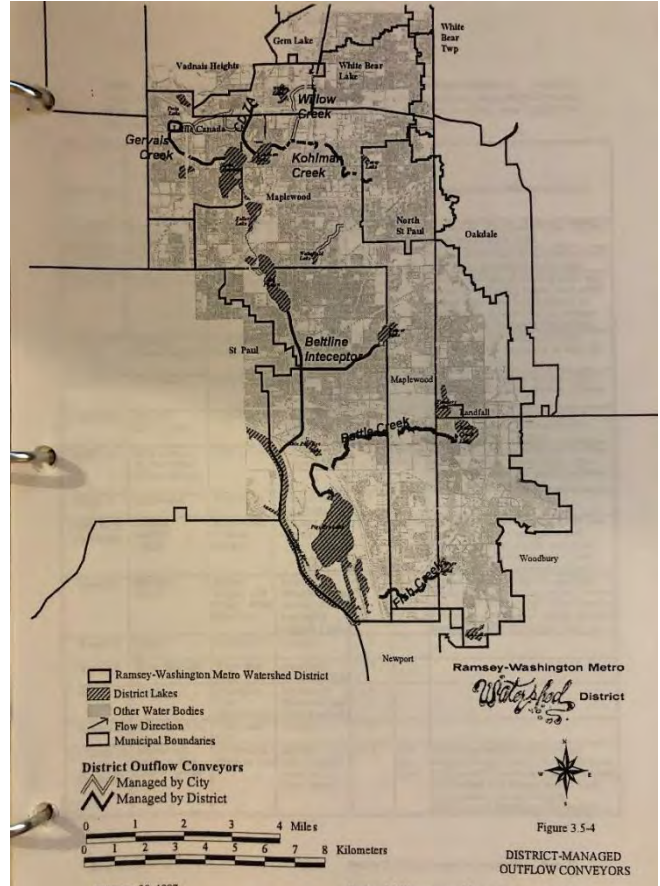 Gem Lake
White
Bear
Twp
Vadnais Heights
White Bear
Lake
Willow
Creek
Canada
Gervais
Creek
Kohlman
Creek
Maplewood
North
St Paul
Oakdale
St Paul
Beltline
Inteceptor
Maplewood
Landfall
Battle Creek
Woodbury
Fish Creek
Newport
Ramsey-Washington Metro
Watershed District
Ramsey-Washington Metro Watershed District
District Lakes
Other Water Bodies
Flow Direction
Municipal Boundaries
District Outflow Conveyors
Managed by City
Managed by District
0 1 2 3 4 Miles
0 1 2 3 4 5 6 7 8 Kilometers
N
W E
S
Figure 3.5-4
DISTRICT-MANAGED
OUTFLOW CONVEYORS